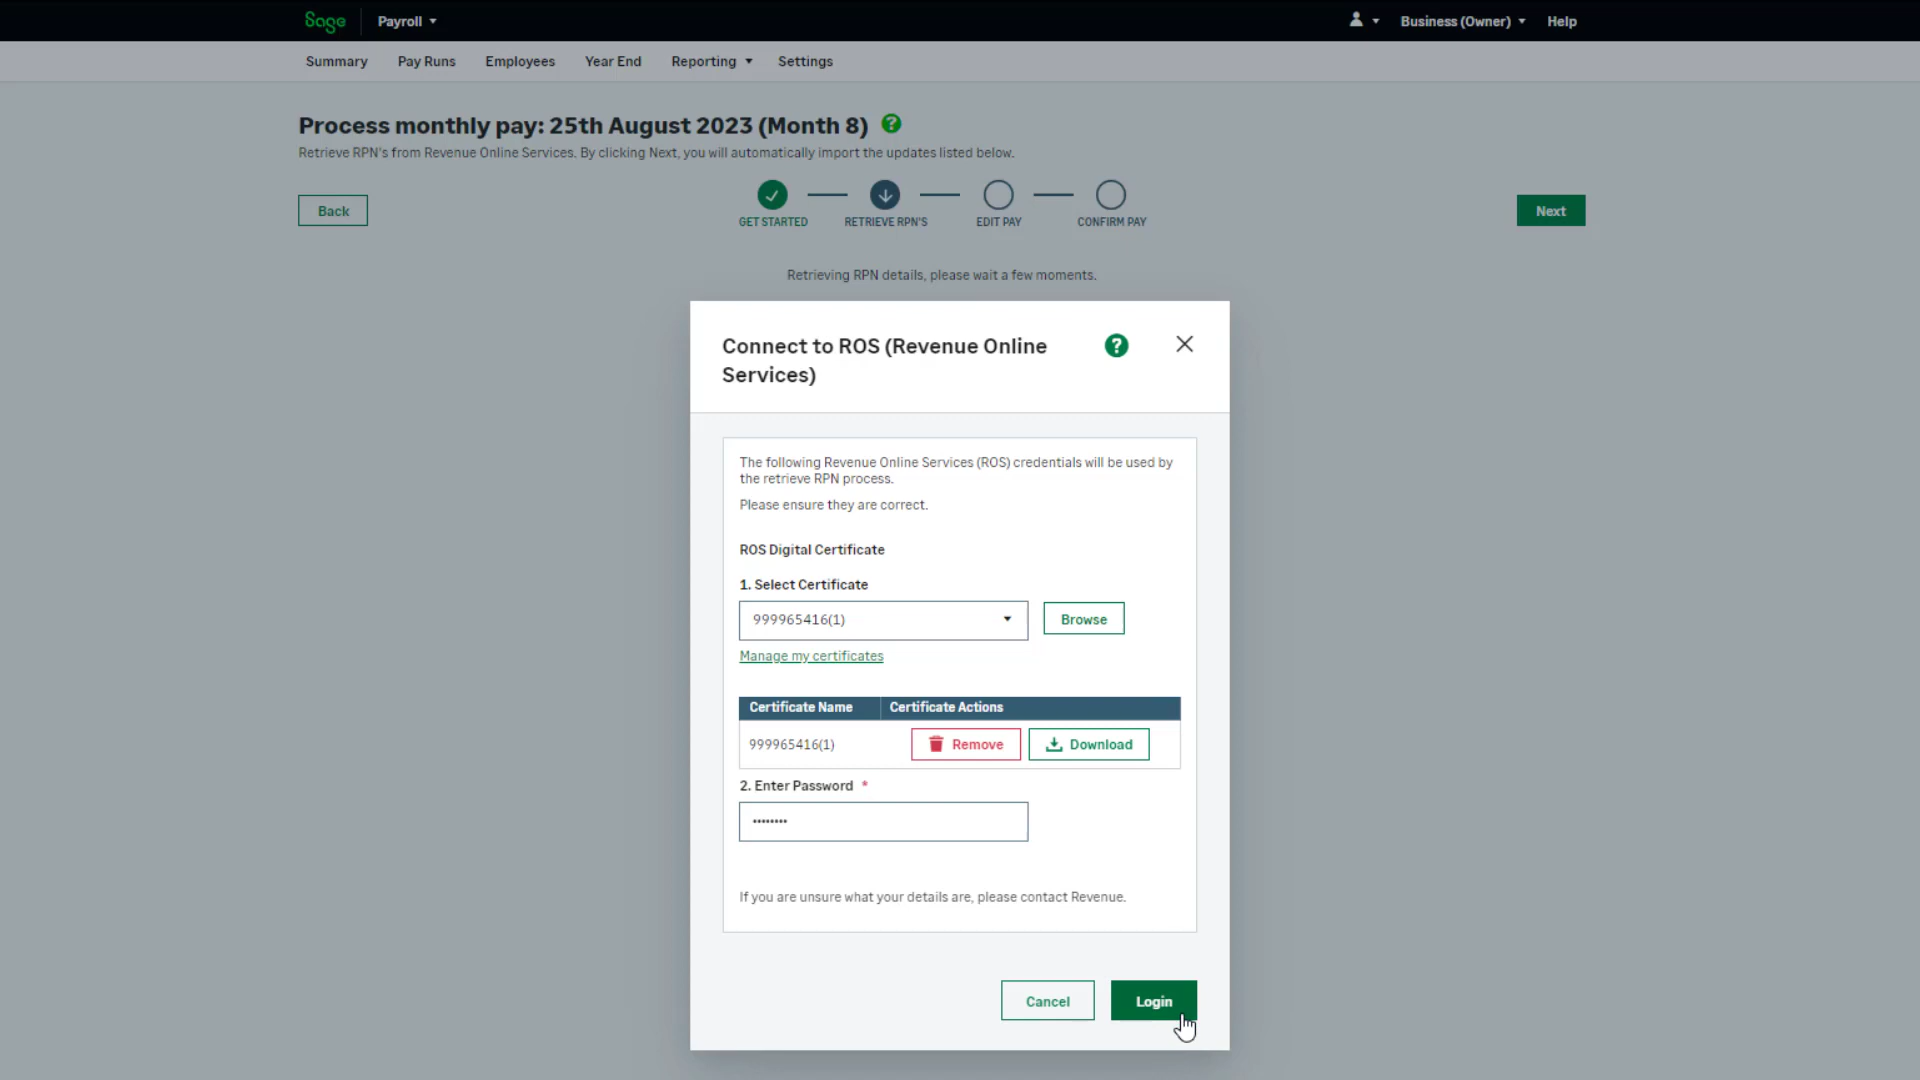 Sage Payroll Business (Owner) Help
Summary Pay Runs Employees Year End Reporting Settings
Process monthly pay: 25th August 2023 (Month 8) ?
Retrieve RPN's from Revenue Online Services. By clicking Next, you will automatically import the updates listed below.
Back
GET STARTED RETRIEVE RPN'S EDIT PAY CONFIRM PAY
Next
Retrieving RPN details, please wait a few moments.
Connect to ROS (Revenue Online
Services)
?
The following Revenue Online Services (ROS) credentials will be used by
the retrieve RPN process.
Please ensure they are correct.
ROS Digital Certificate
1. Select Certificate
999965416(1) Browse
Manage my certificates
Certificate Name Certificate Actions
999965416(1) Remove Download
2. Enter Password *
••••••••
If you are unsure what your details are, please contact Revenue.
Cancel Login